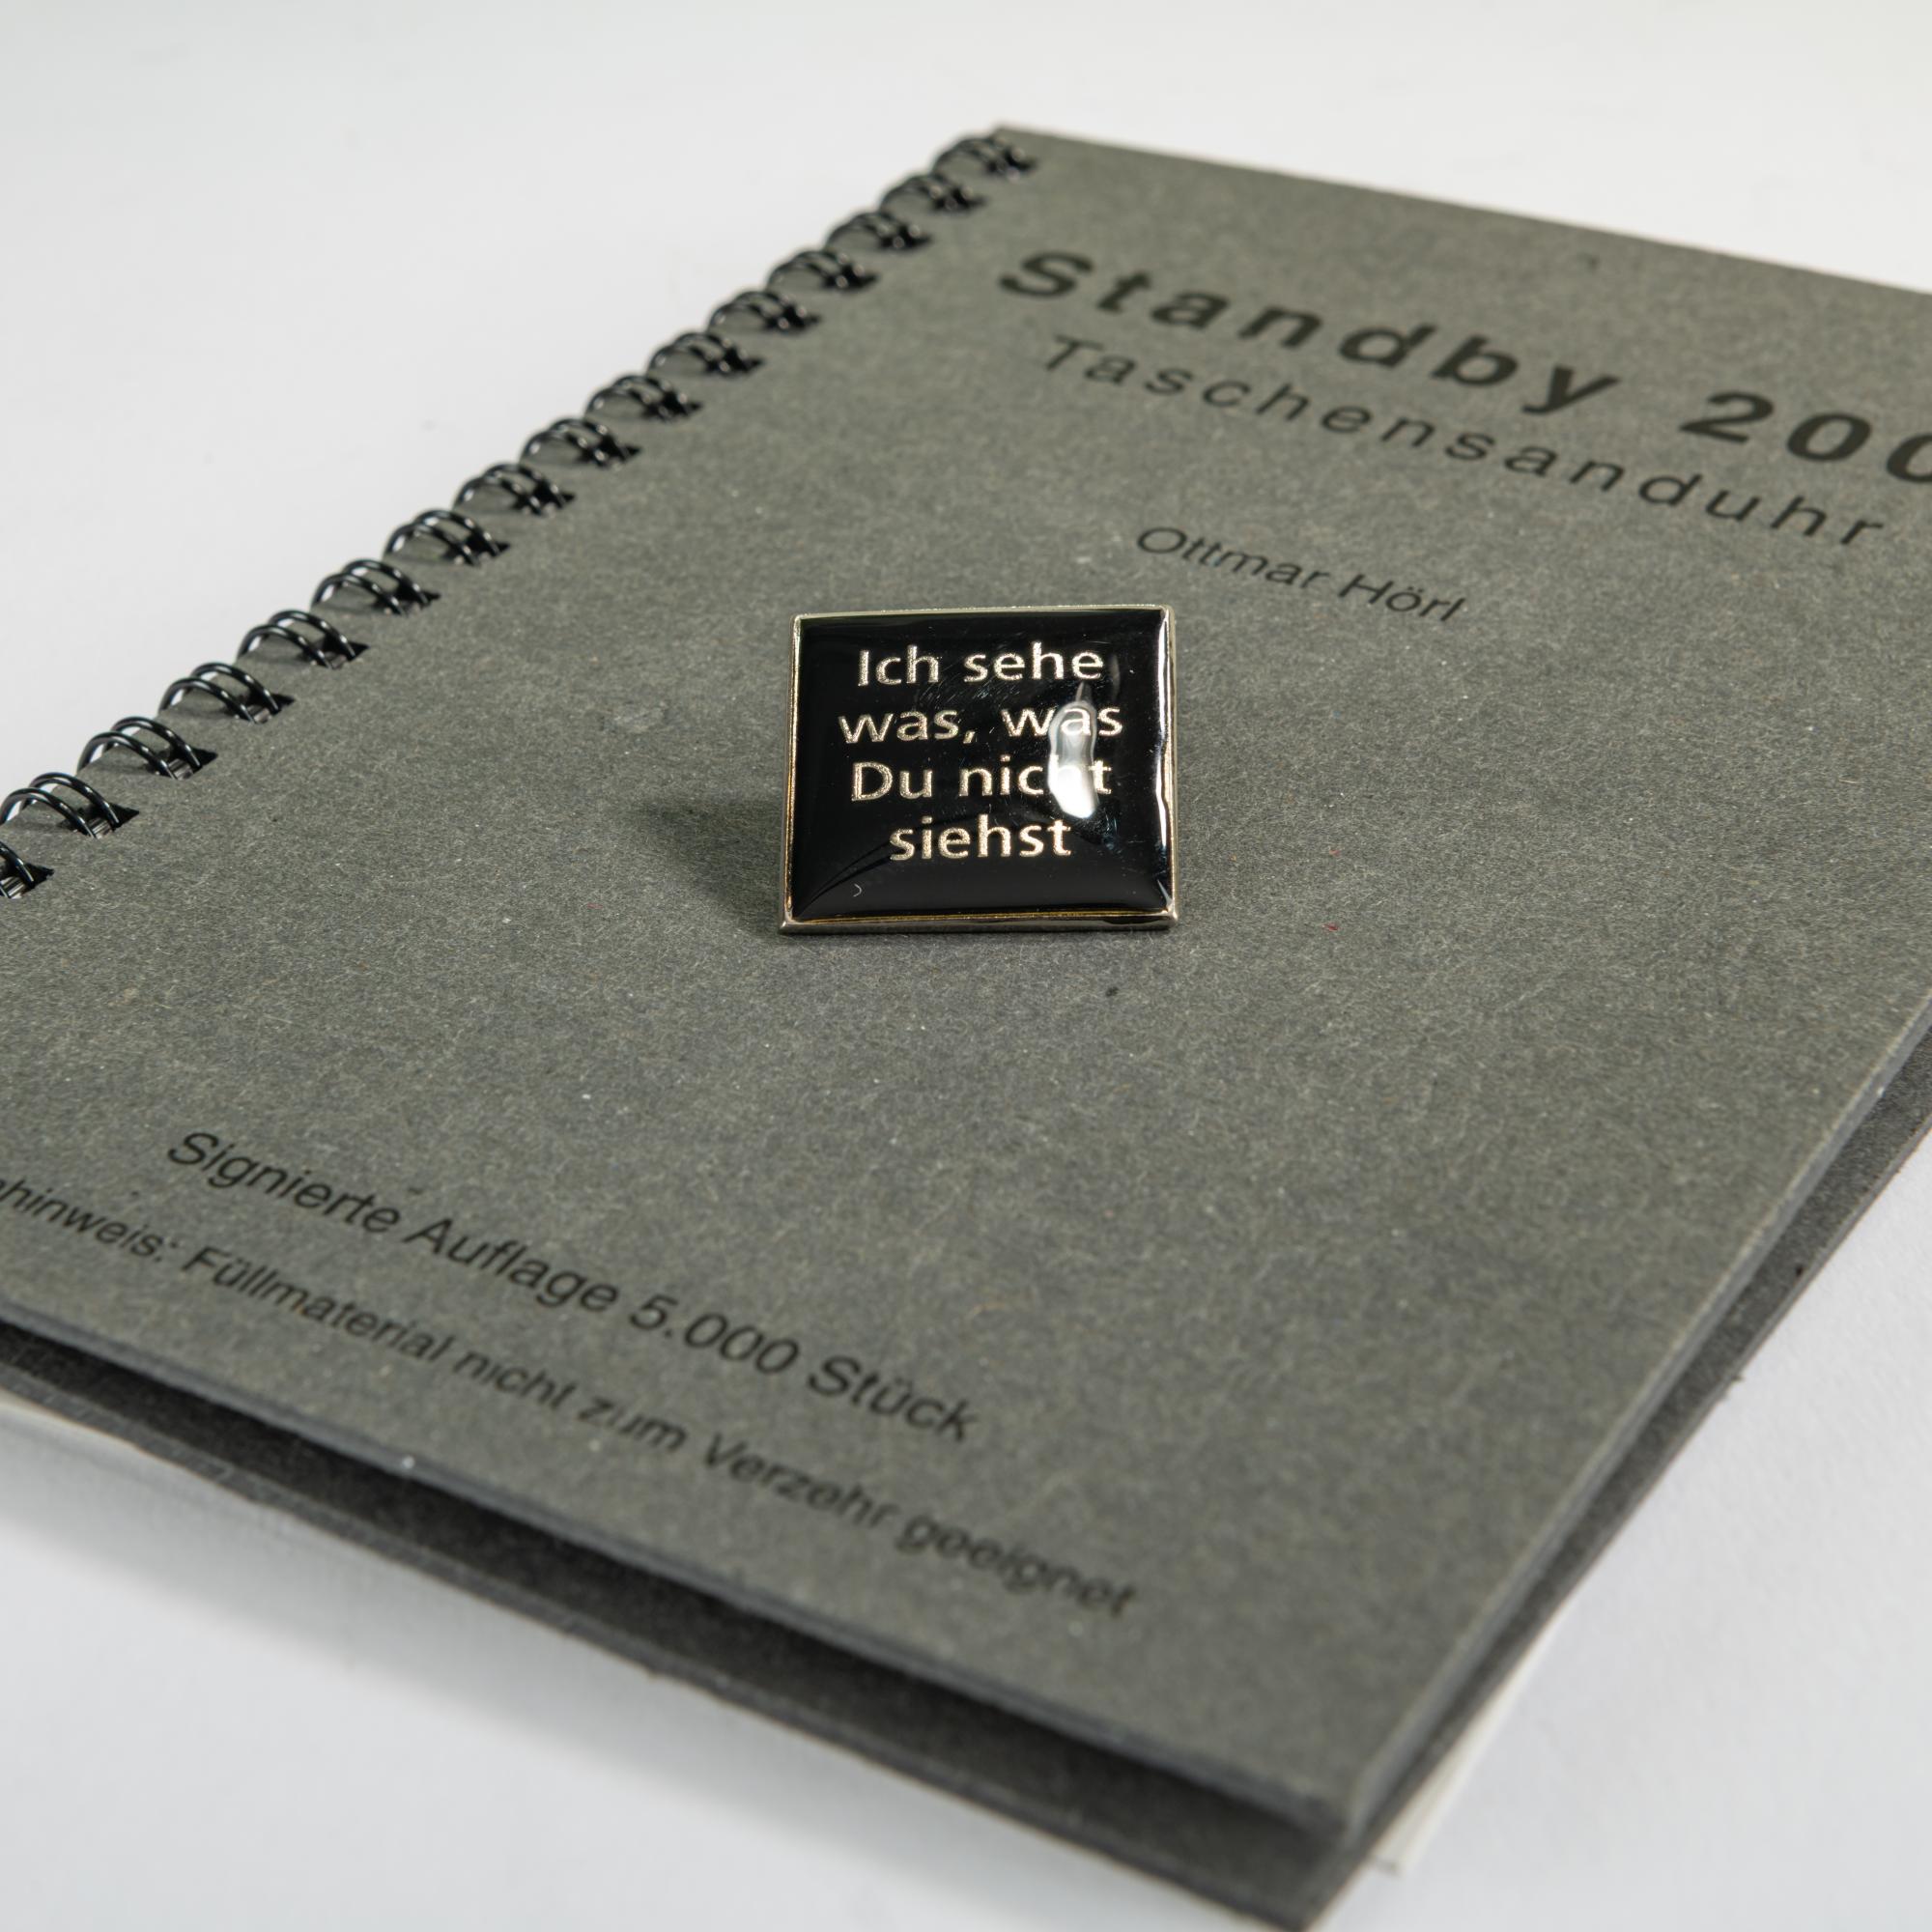 Standby 200
Taschensanduhr
Ottmar Hörl
Ich sehe
was, was
Du nicht
siehst
Signierte Auflage 5.000 Stück
hinweis: Füllmaterial nicht zum Verzehr geeignet